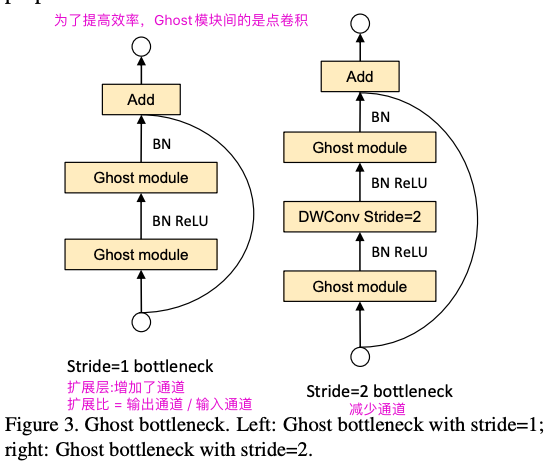 为了提高效率，Ghost模块间的是点卷积
Add
BN
Ghost module
BN ReLU
Ghost module
Stride=1 bottleneck
扩展层:增加了通道
扩展比 = 输出通道 / 输入通道
Add
BN
Ghost module
BN ReLU
DWConv Stride=2
BN ReLU
Ghost module
Stride=2 bottleneck
减少通道
Figure 3. Ghost bottleneck. Left: Ghost bottleneck with stride=1;
right: Ghost bottleneck with stride=2.